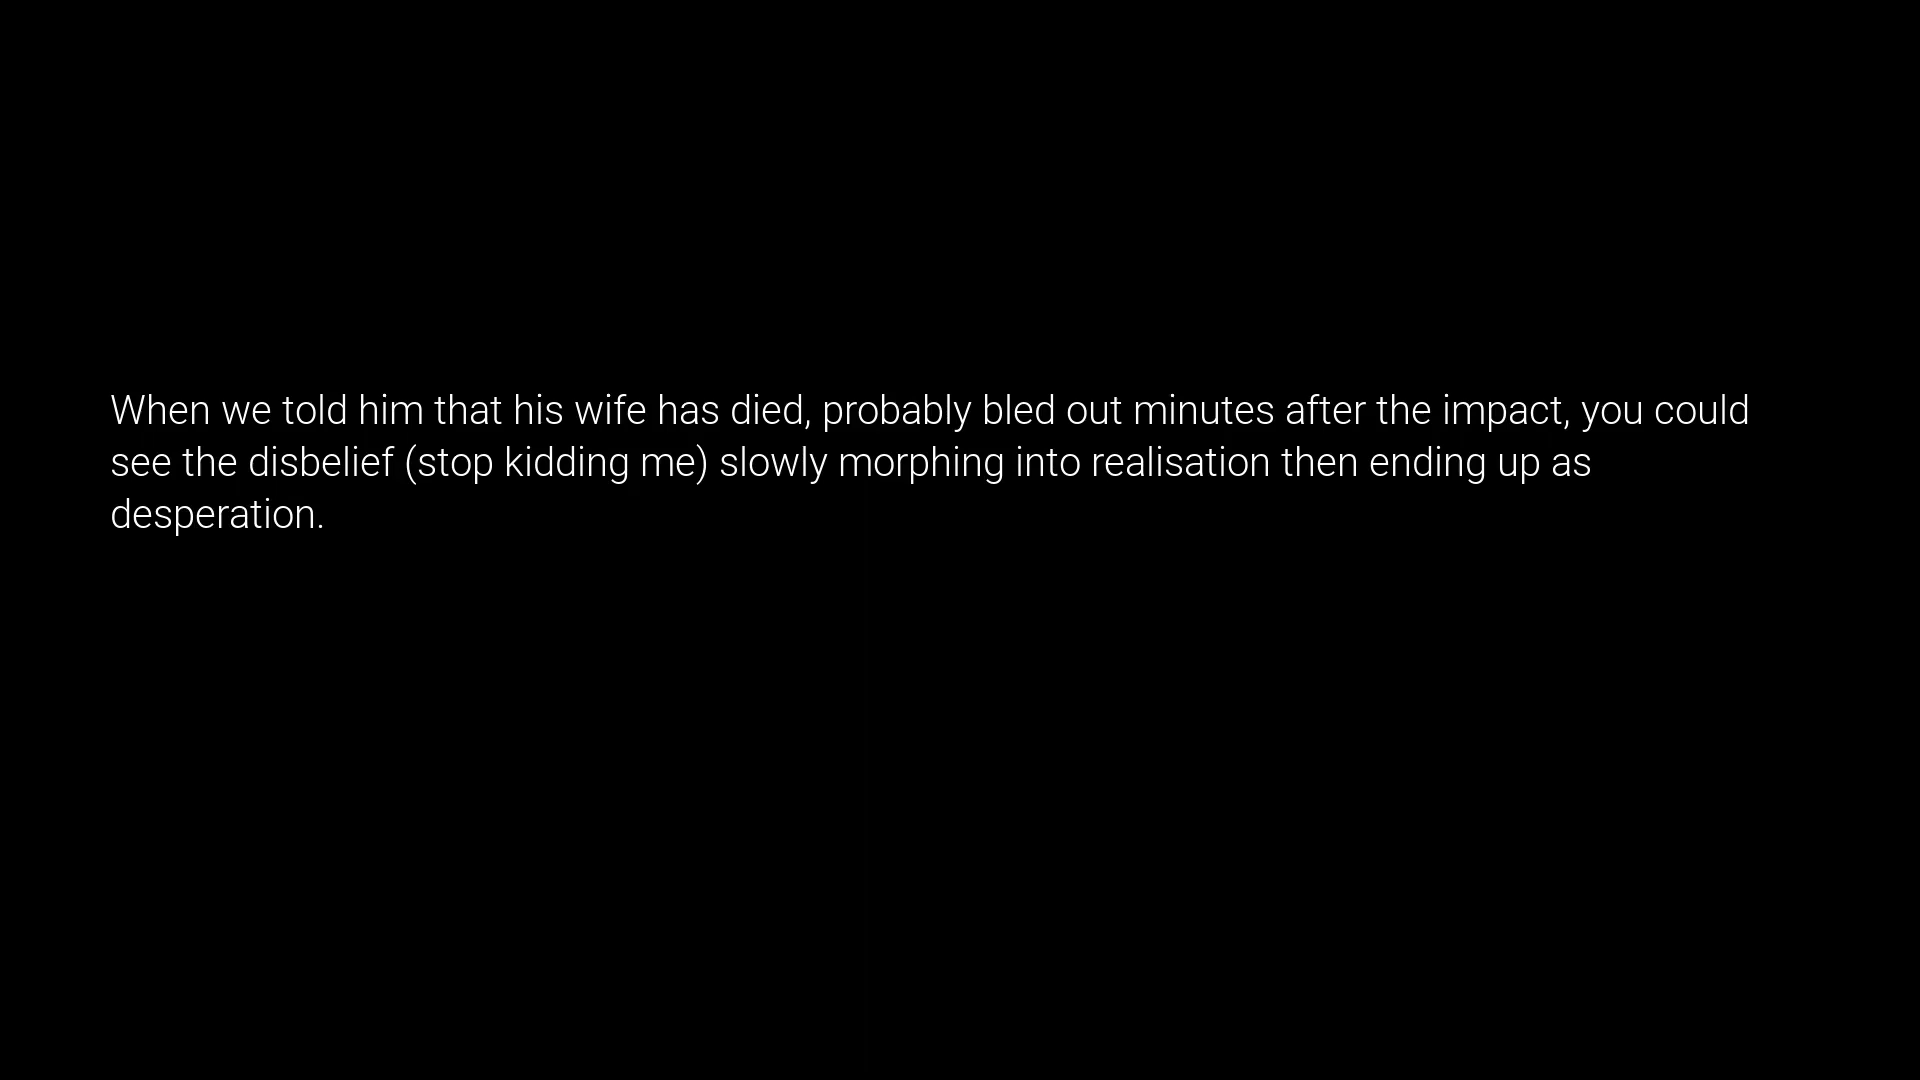 When we told him that his wife has died, probably bled out minutes after the impact, you could
see the disbelief (stop kidding me) slowly morphing into realisation then ending up as
desperation.